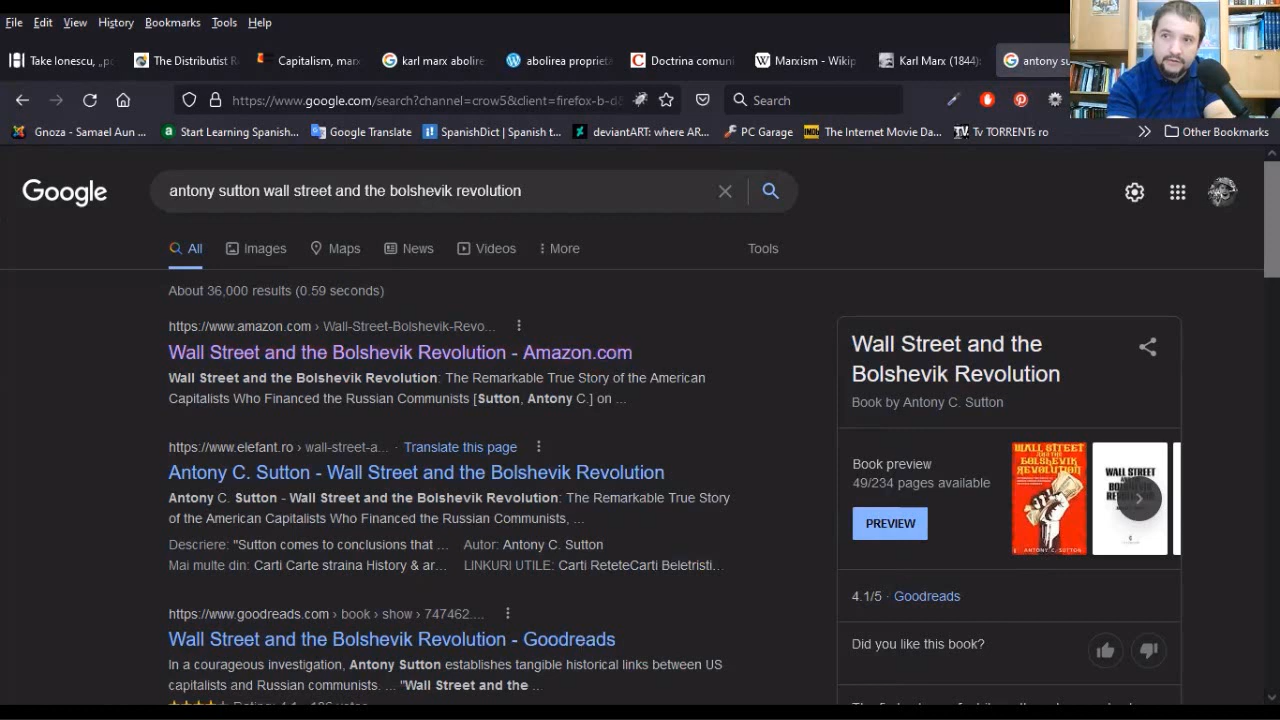 File Edit View History Bookmarks Tools Help
Take Ionescu, „pe The Distributist R Capitalism, marx karl marx abolire abolirea propriet Doctrina comuni Marxism - Wikip Karl Marx (1844) antony su
https://www.google.com/search?channel=crow5&client=firefox-b-d& Search
Gnoza - Samael Aun ... Start Learning Spanish... Google Translate SpanishDict | Spanish t... deviantART: where AR... PC Garage The Internet Movie Da... Tv TORRENTs ro Other Bookmarks
Google antony sutton wall street and the bolshevik revolution
All Images Maps News Videos More Tools
About 36,000 results (0.59 seconds)
https://www.amazon.com › Wall-Street-Bolshevik-Revo...
Wall Street and the Bolshevik Revolution - Amazon.com
Wall Street and the Bolshevik Revolution: The Remarkable True Story of the American
Capitalists Who Financed the Russian Communists [Sutton, Antony C.] on ...
https://www.elefant.ro › wall-street-a... · Translate this page
Antony C. Sutton - Wall Street and the Bolshevik Revolution
Antony C. Sutton - Wall Street and the Bolshevik Revolution: The Remarkable True Story
of the American Capitalists Who Financed the Russian Communists, ...
Descriere: "Sutton comes to conclusions that ... Autor: Antony C. Sutton
Mai multe din: Carti Carte straina History & ar... LINKURI UTILE: Carti ReteteCarti Beletristi...
https://www.goodreads.com › book › show › 747462....
Wall Street and the Bolshevik Revolution - Goodreads
In a courageous investigation, Antony Sutton establishes tangible historical links between US
capitalists and Russian communists. ... "Wall Street and the ...
Wall Street and the
Bolshevik Revolution
Book by Antony C. Sutton
Book preview
49/234 pages available
PREVIEW
WALL STREET
AND THE
BOLSHEVIK
REVOLUTION
ANTONY C. SUTTON
WALL STREET
4.1/5 · Goodreads
Did you like this book?